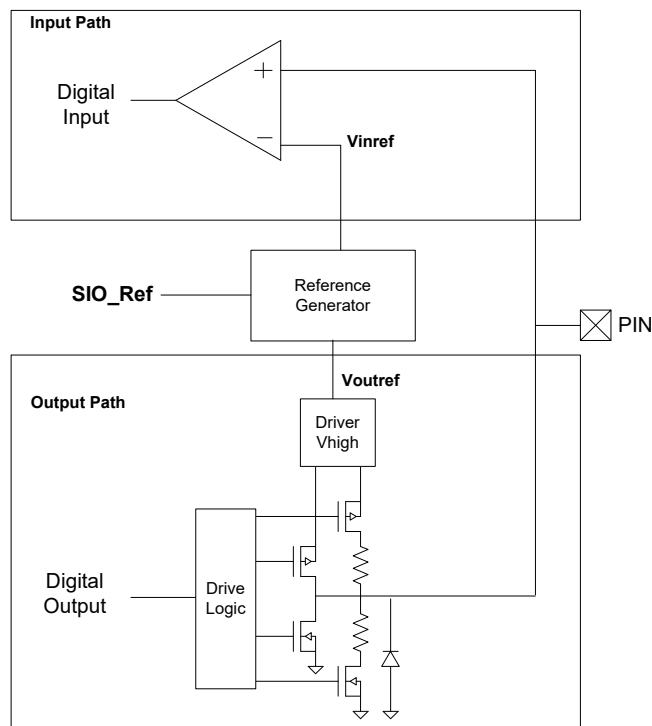 Input Path
Digital
Input
+
−
Vinref
SIO_Ref
Reference
Generator
PIN
Voutref
Output Path
Driver
Vhigh
Digital
Output
Drive
Logic